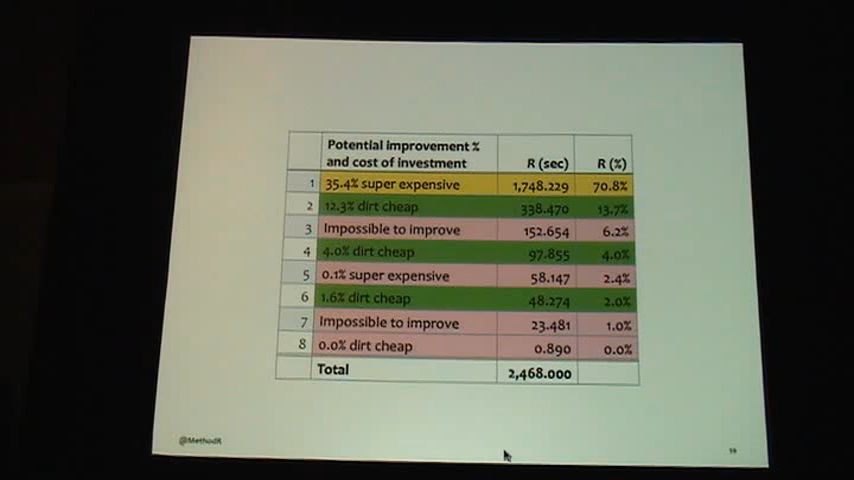 Potential improvement %
and cost of investment R (sec) R (%)
1 35.4% super expensive 1,748.229 70.8%
2 12.3% dirt cheap 338.470 13.7%
3 Impossible to improve 152.654 6.2%
4 4.0% dirt cheap 97.855 4.0%
5 0.1% super expensive 58.147 2.4%
6 1.6% dirt cheap 48.274 2.0%
7 Impossible to improve 23.481 1.0%
8 0.0% dirt cheap 0.890 0.0%
Total 2,468.000
@MethodR